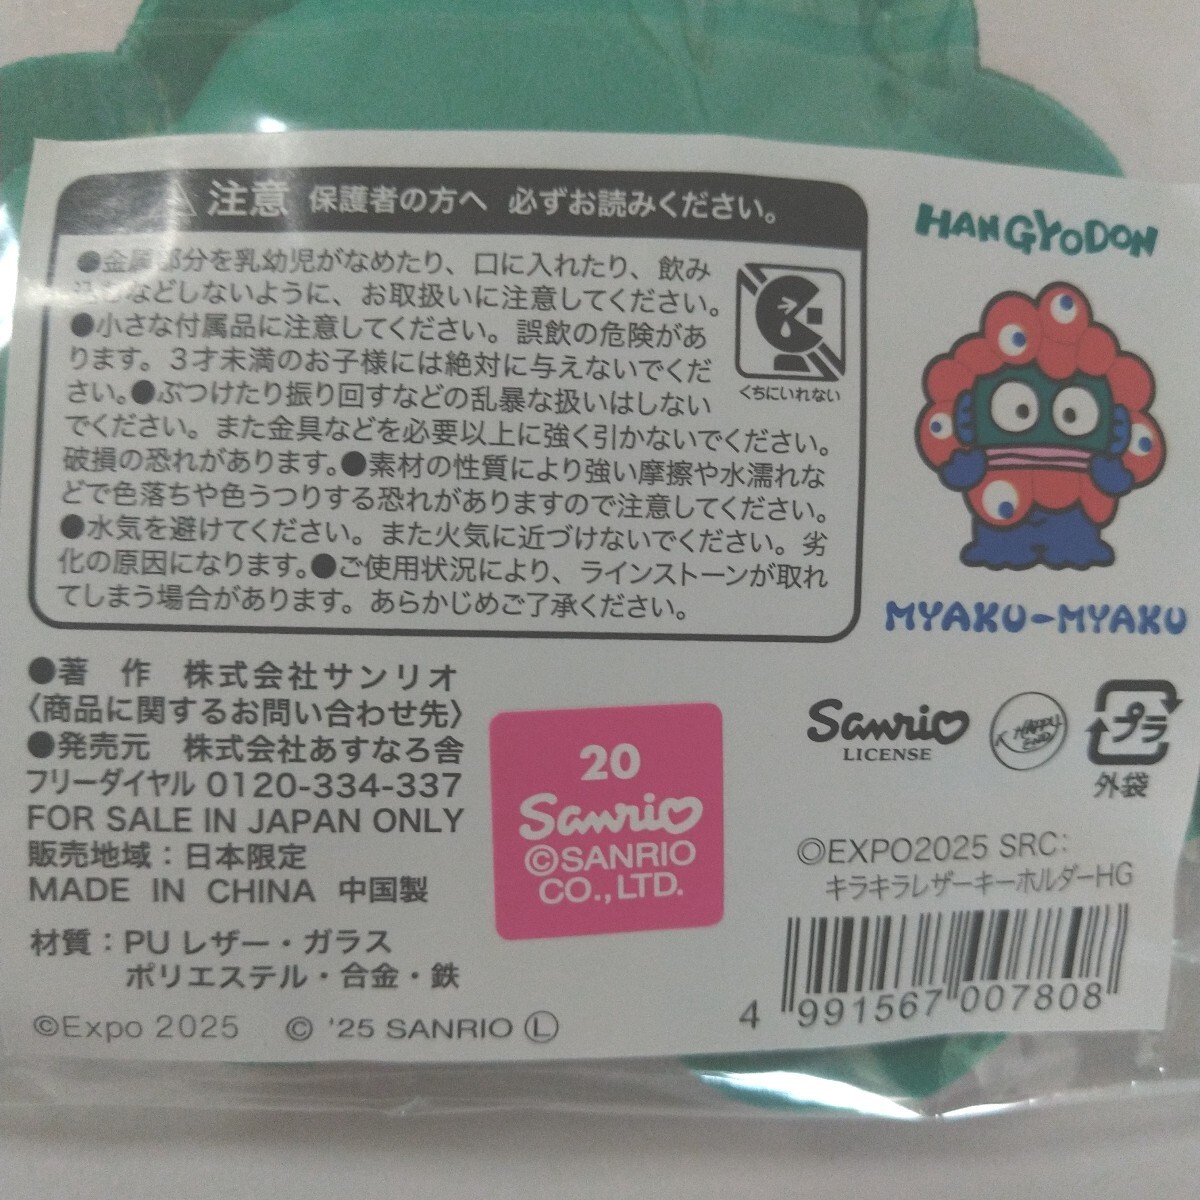 ⚠ 注意 保護者の方へ 必ずお読みください。
●金属部分を乳幼児がなめたり、口に入れたり、飲み
込むなどしないように、お取扱いに注意してください。
●小さな付属品に注意してください。誤飲の危険があ
ります。3才未満のお子様には絶対に与えないでくだ
さい。●ぶつけたり振り回すなどの乱暴な扱いはしない
でください。また金具などを必要以上に強く引かないでください。
破損の恐れがあります。●素材の性質により強い摩擦や水濡れな
どで色落ちや色うつりする恐れがありますので注意してください。
●水気を避けてください。また火気に近づけないでください。劣
化の原因になります。●ご使用状況により、ラインストーンが取れ
てしまう場合があります。あらかじめご了承ください。
くちにいれない
HANGYODON
MYAKU-MYAKU
●著 作 株式会社サンリオ
〈商品に関するお問い合わせ先〉
●発売元 株式会社あすなろ舎
フリーダイヤル 0120-334-337
FOR SALE IN JAPAN ONLY
販売地域：日本限定
MADE IN CHINA 中国製
材質：PUレザー・ガラス
ポリエステル・合金・鉄
©Expo 2025 © '25 SANRIO Ⓛ
20
Sanrio
©SANRIO
CO.,LTD.
Sanrio
LICENSE
HAPPY
END
プラ
外袋
©EXPO2025 SRC:
キラキラレザーキーホルダーHG
4 991567 007808